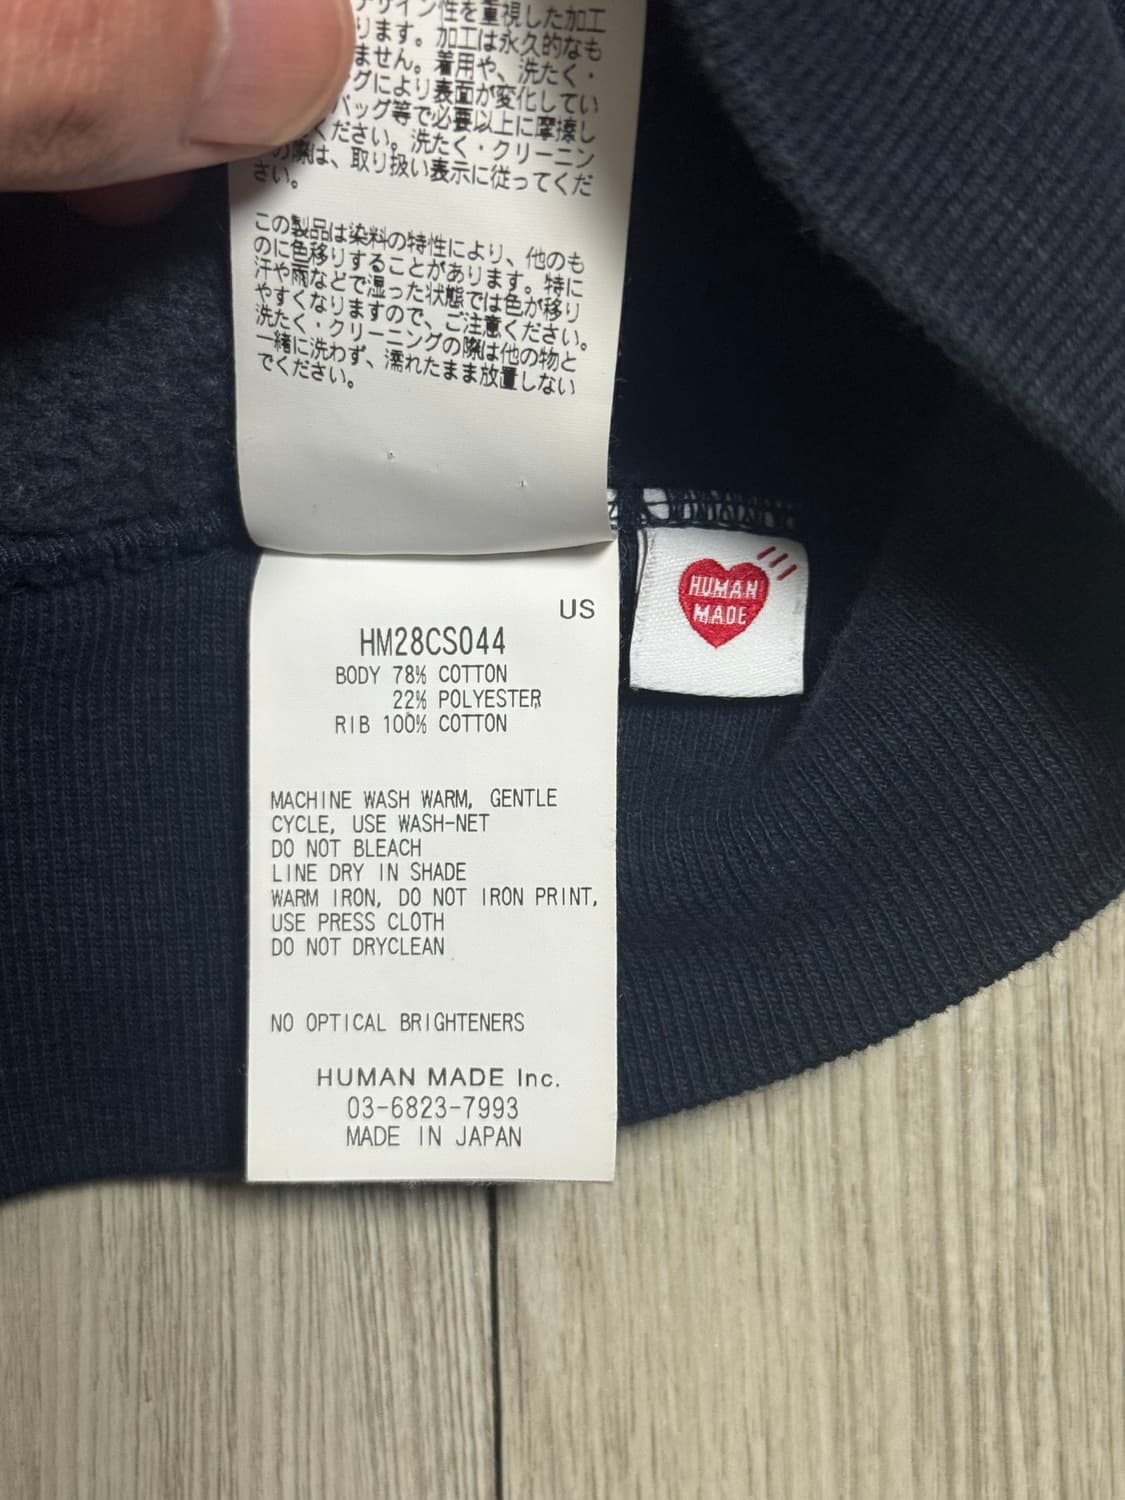 デザイン性を重視した加工
ります。加工は永久的なも
ません。着用や、洗たく・
グにより表面が変化してい
バッグ等で必要以上に摩擦し
ください。洗たく・クリーニン
の際は、取り扱い表示に従ってくだ
さい。
この製品は染料の特性により、他のも
のに色移りすることがあります。特に
汗や雨などで湿った状態では色が移り
やすくなりますので、ご注意ください。
洗たく・クリーニングの際は他の物と
一緒に洗わず、濡れたまま放置しない
でください。
US
HM28CS044
BODY 78% COTTON
22% POLYESTER
RIB 100% COTTON
MACHINE WASH WARM, GENTLE
CYCLE, USE WASH-NET
DO NOT BLEACH
LINE DRY IN SHADE
WARM IRON, DO NOT IRON PRINT,
USE PRESS CLOTH
DO NOT DRYCLEAN
NO OPTICAL BRIGHTENERS
HUMAN MADE Inc.
03-6823-7993
MADE IN JAPAN
HUMAN
MADE